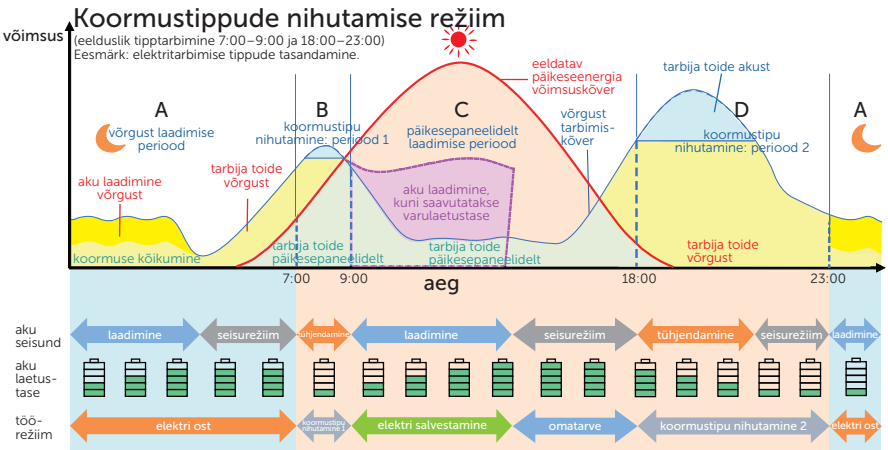 Koormustippude nihutamise režiim
(eelduslik tipptarbimine 7:00–9:00 ja 18:00–23:00)
Eesmärk: elektritarbimise tippude tasandamine.
võimsus
eeldatav
päikeseenergia
võimsuskõver
tarbija toide akust
A
B
C
D
A
võrgust laadimise
periood
koormustipu
nihutamine: periood 1
päikesepaneelidelt
laadimise periood
võrgust
tarbimis-
kõver
koormustipu
nihutamine: periood 2
aku laadimine
võrgust
tarbija toide
võrgust
aku laadimine,
kuni saavutatakse
varulaetustase
koormuse kõikumine
tarbija toide
päikesepaneelidelt
tarbija toide
päikesepaneelidelt
tarbija toide
võrgust
7:00
9:00
aeg
18:00
23:00
aku
seisund
laadimine
seisurežiim
tühjendamine
laadimine
seisurežiim
tühjendamine
seisurežiim
laadimine
aku
laetus-
tase
töö-
režiim
elektri ost
koormustipu
nihutamine 1
elektri salvestamine
omatarve
koormustipu nihutamine 2
elektri ost